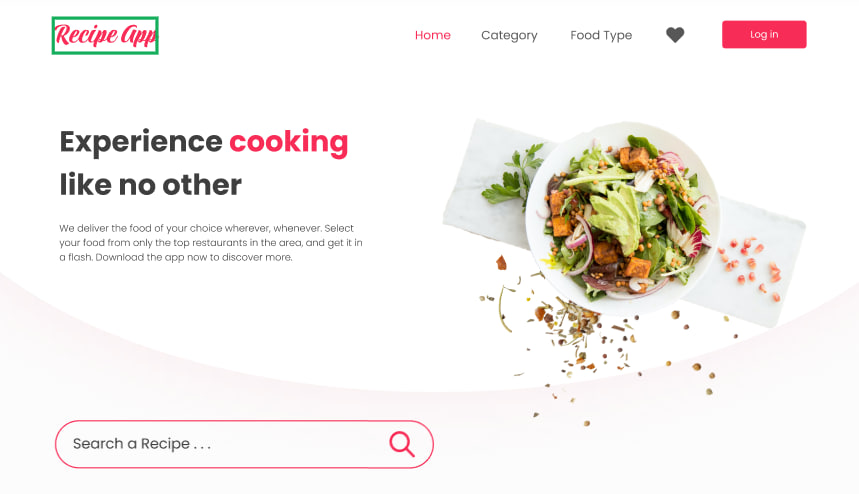 Recipe App
Home Category Food Type Log in
Experience cooking
like no other
We deliver the food of your choice wherever, whenever. Select
your food from only the top restaurants in the area, and get it in
a flash. Download the app now to discover more.
Search a Recipe . . .